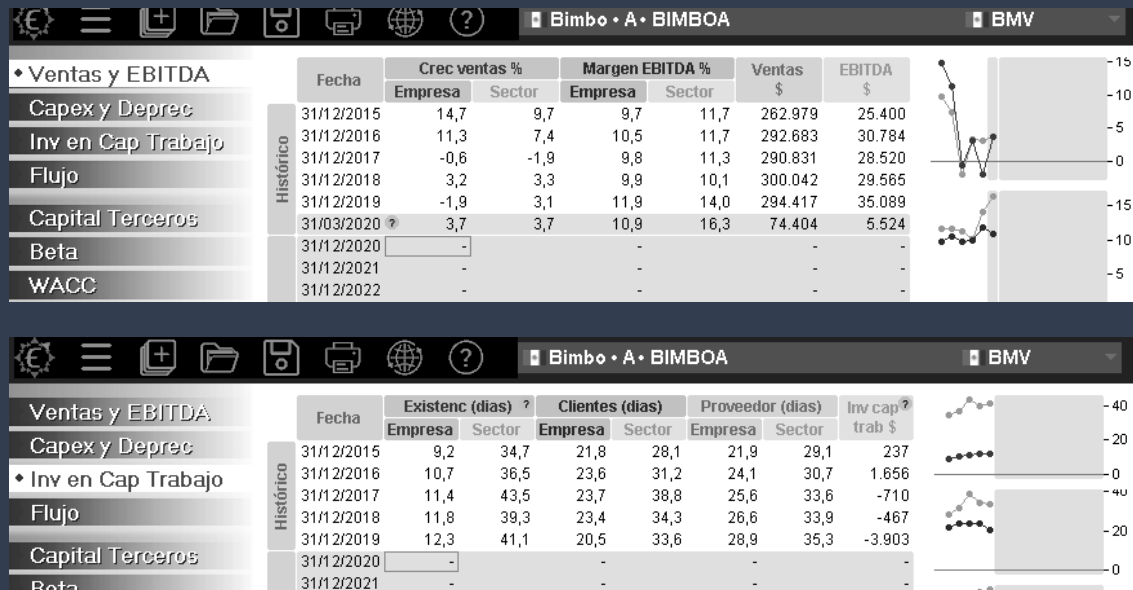 Bimbo • A • BIMBOA BMV
• Ventas y EBITDA
Capex y Deprec
Inv en Cap Trabajo
Flujo
Capital Terceros
Beta
WACC
Fecha Crec ventas % Margen EBITDA % Ventas $ EBITDA $
Empresa Sector Empresa Sector
Histórico
31/12/2015 14,7 9,7 9,7 11,7 262.979 25.400
31/12/2016 11,3 7,4 10,5 11,7 292.683 30.784
31/12/2017 -0,6 -1,9 9,8 11,3 290.831 28.520
31/12/2018 3,2 3,3 9,9 10,1 300.042 29.565
31/12/2019 -1,9 3,1 11,9 14,0 294.417 35.089
31/03/2020 ? 3,7 3,7 10,9 16,3 74.404 5.524
31/12/2020 - - - -
31/12/2021 - - - -
31/12/2022 - - - -
15
10
5
0
15
10
5
Bimbo • A • BIMBOA BMV
Ventas y EBITDA
Capex y Deprec
• Inv en Cap Trabajo
Flujo
Capital Terceros
Beta
Fecha Existenc (dias) ? Clientes (dias) Proveedor (dias) Inv cap ? trab $
Empresa Sector Empresa Sector Empresa Sector
Histórico
31/12/2015 9,2 34,7 21,8 28,1 21,9 29,1 237
31/12/2016 10,7 36,5 23,6 31,2 24,1 30,7 1.656
31/12/2017 11,4 43,5 23,7 38,8 25,6 33,6 -710
31/12/2018 11,8 39,3 23,4 34,3 26,6 33,9 -467
31/12/2019 12,3 41,1 20,5 33,6 28,9 35,3 -3.903
31/12/2020 - - - -
31/12/2021 - - - -
40
20
0
40
20
0